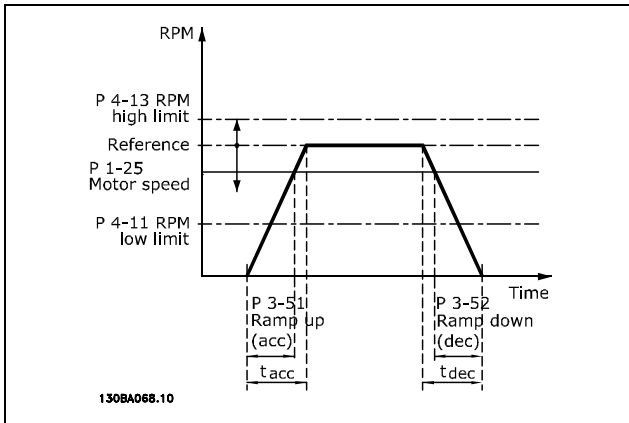 RPM
P 4-13 RPM
high limit
Reference
P 1-25
Motor speed
P 4-11 RPM
low limit
Time
P 3-51
Ramp up
(acc)
P 3-52
Ramp down
(dec)
tacc
tdec
130BA068.10